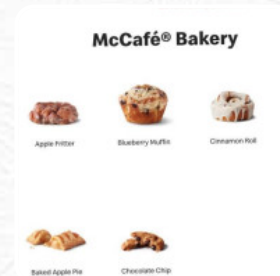 McCafé® Bakery
Apple Fritter
Blueberry Muffin
Cinnamon Roll
Baked Apple Pie
Chocolate Chip